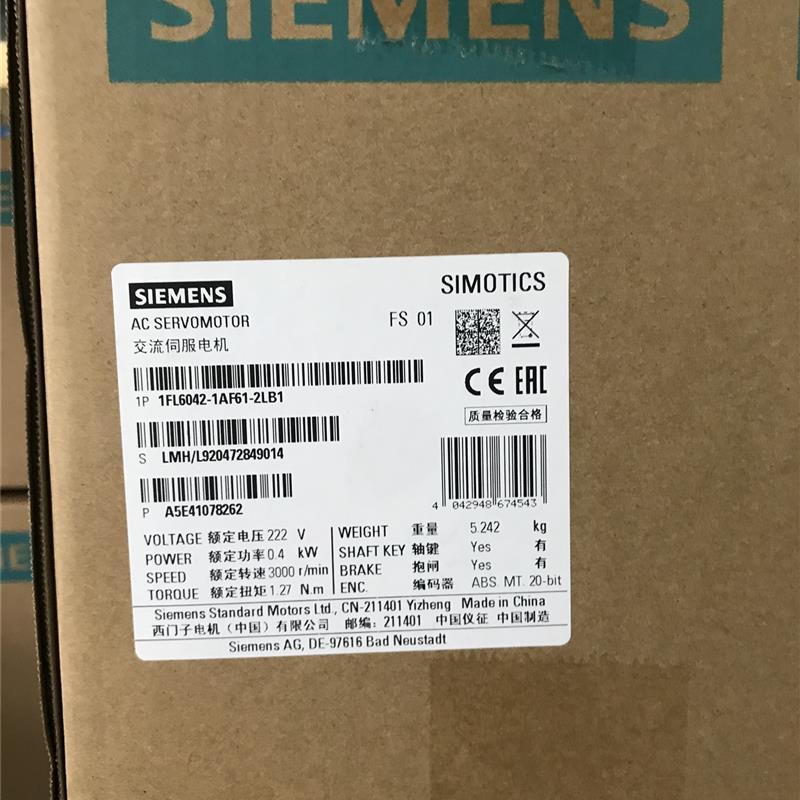 SIEMENS
SIEMENS
SIMOTICS
AC SERVOMOTOR
FS 01
交流伺服电机
CE EAC
1P 1FL6042-1AF61-2LB1
质量检验合格
S LMH/L920472849014
4 042948 674543
P A5E41078262
VOLTAGE 额定电压 222 V
POWER 额定功率 0.4 kW
SPEED 额定转速 3000 r/min
TORQUE 额定扭矩 1.27 N.m
WEIGHT 重量 5.242 kg
SHAFT KEY 轴键 Yes 有
BRAKE 抱闸 Yes 有
ENC. 编码器 ABS. MT. 20-bit
Siemens Standard Motors Ltd., CN-211401 Yizheng Made in China
西门子电机（中国）有限公司 邮编：211401 中国仪征 中国制造
Siemens AG, DE-97616 Bad Neustadt
SIE